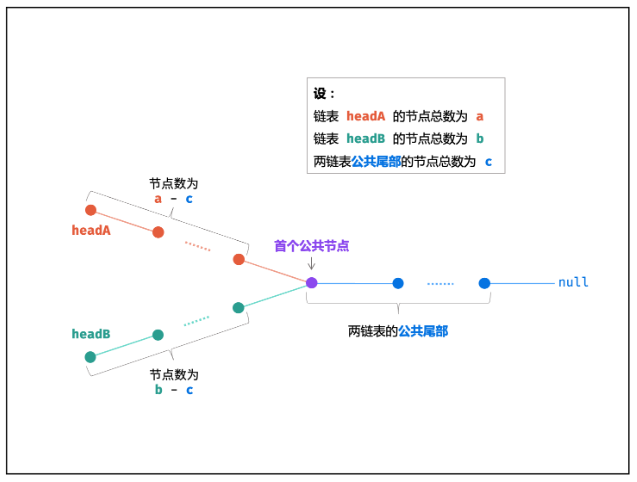 设：
链表 headA 的节点总数为 a
链表 headB 的节点总数为 b
两链表公共尾部的节点总数为 c
节点数为
a - c
headA
首个公共节点
null
headB
两链表的公共尾部
节点数为
b - c